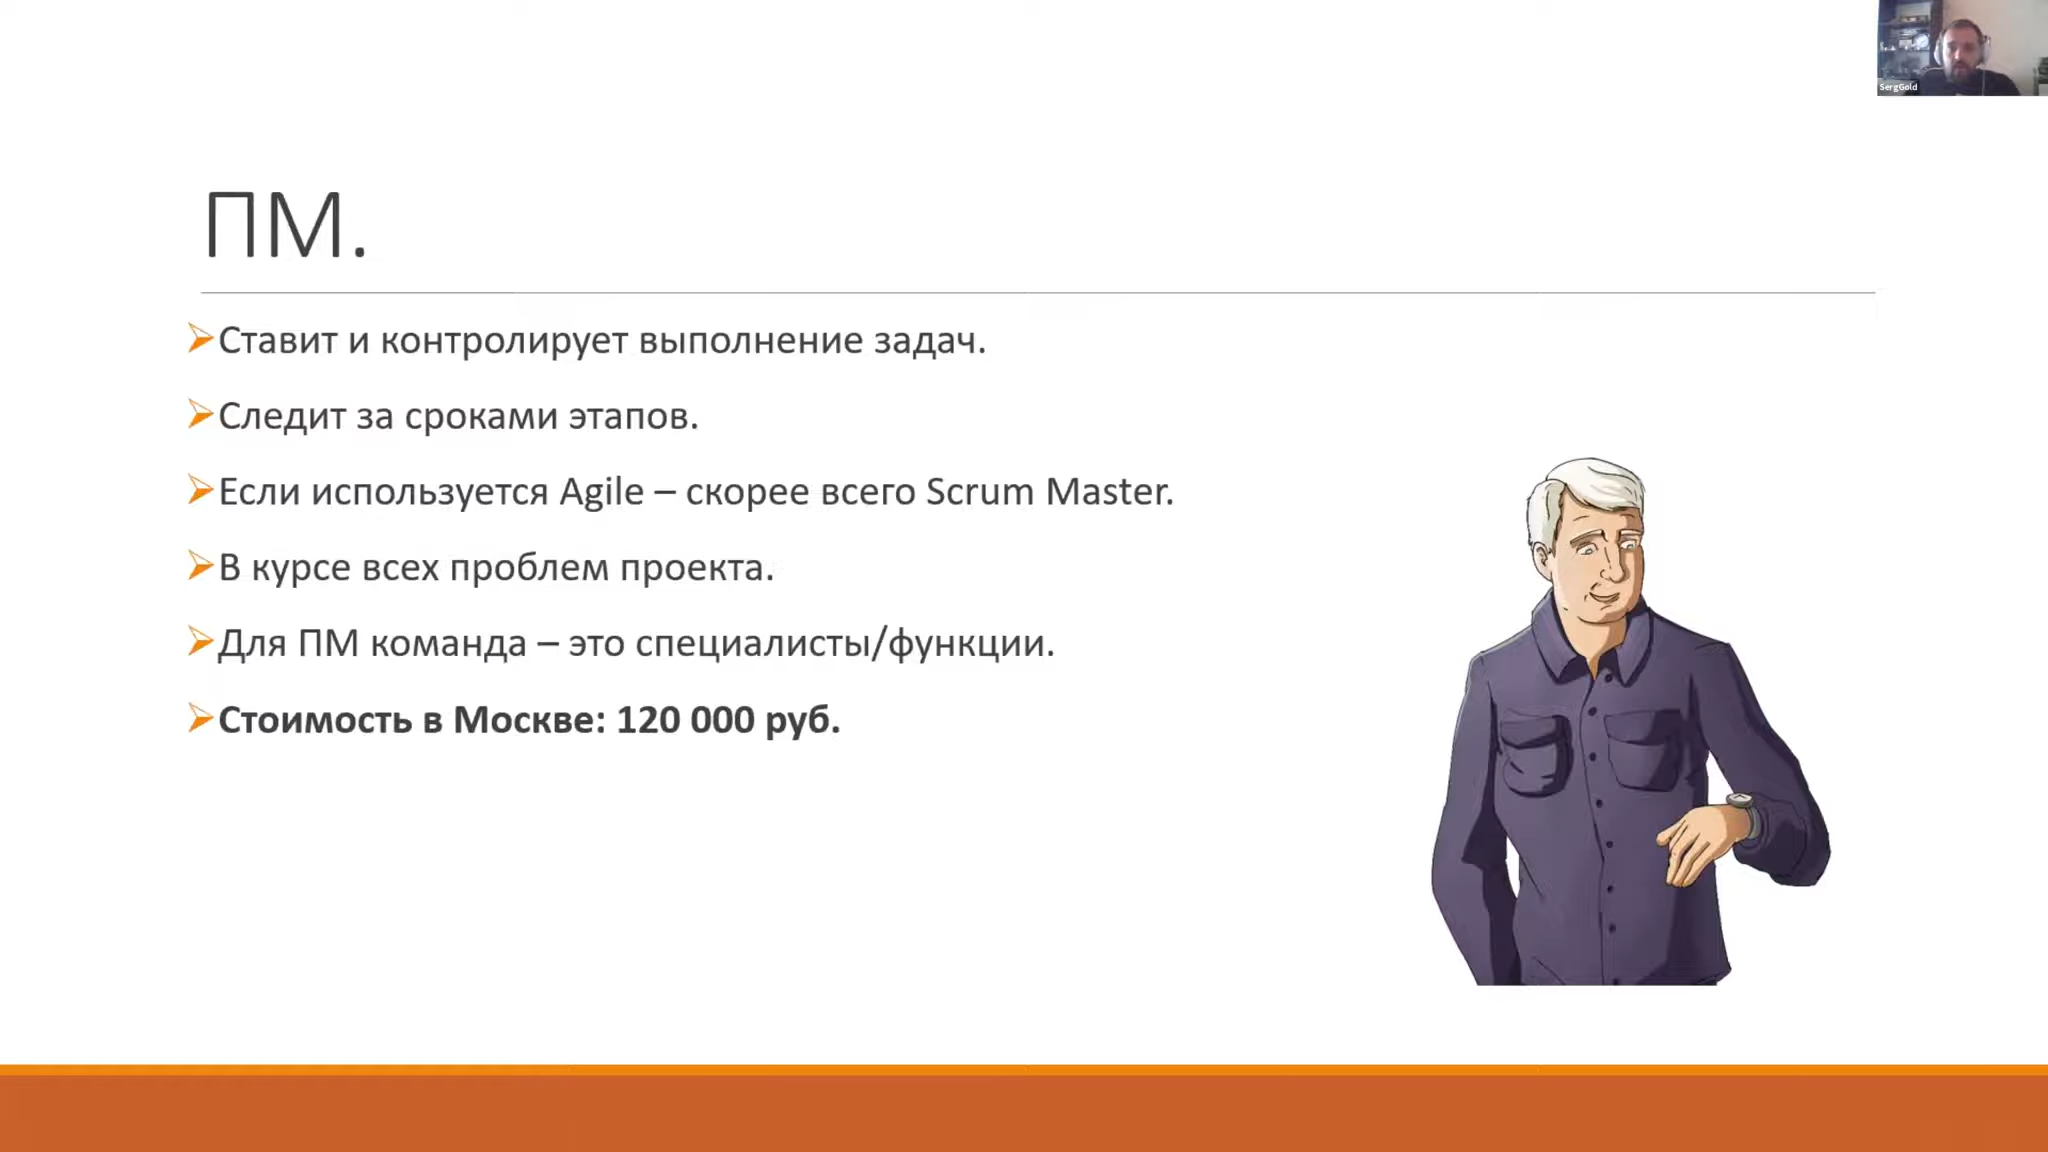 SergGold
ПМ.
Ставит и контролирует выполнение задач.
Следит за сроками этапов.
Если используется Agile – скорее всего Scrum Master.
В курсе всех проблем проекта.
Для ПМ команда – это специалисты/функции.
Стоимость в Москве: 120 000 руб.